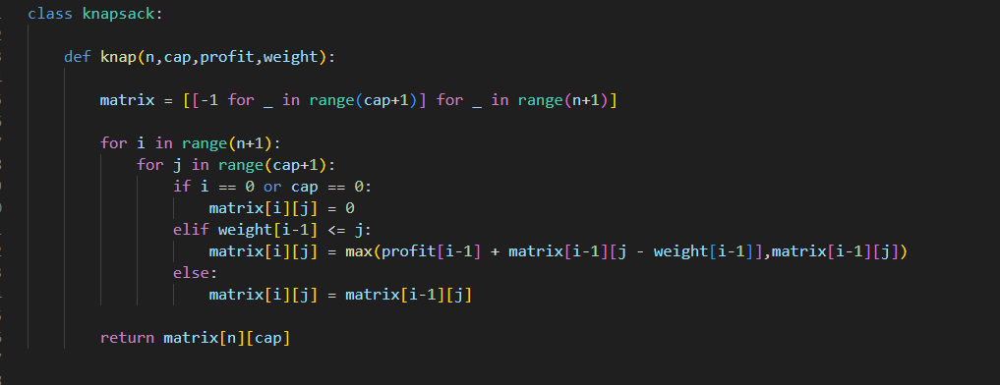 class knapsack:
def knap(n,cap,profit,weight):
matrix = [[-1 for _ in range(cap+1)] for _ in range(n+1)]
for i in range(n+1):
for j in range(cap+1):
if i == 0 or cap == 0:
matrix[i][j] = 0
elif weight[i-1] <= j:
matrix[i][j] = max(profit[i-1] + matrix[i-1][j - weight[i-1]],matrix[i-1][j])
else:
matrix[i][j] = matrix[i-1][j]
return matrix[n][cap]